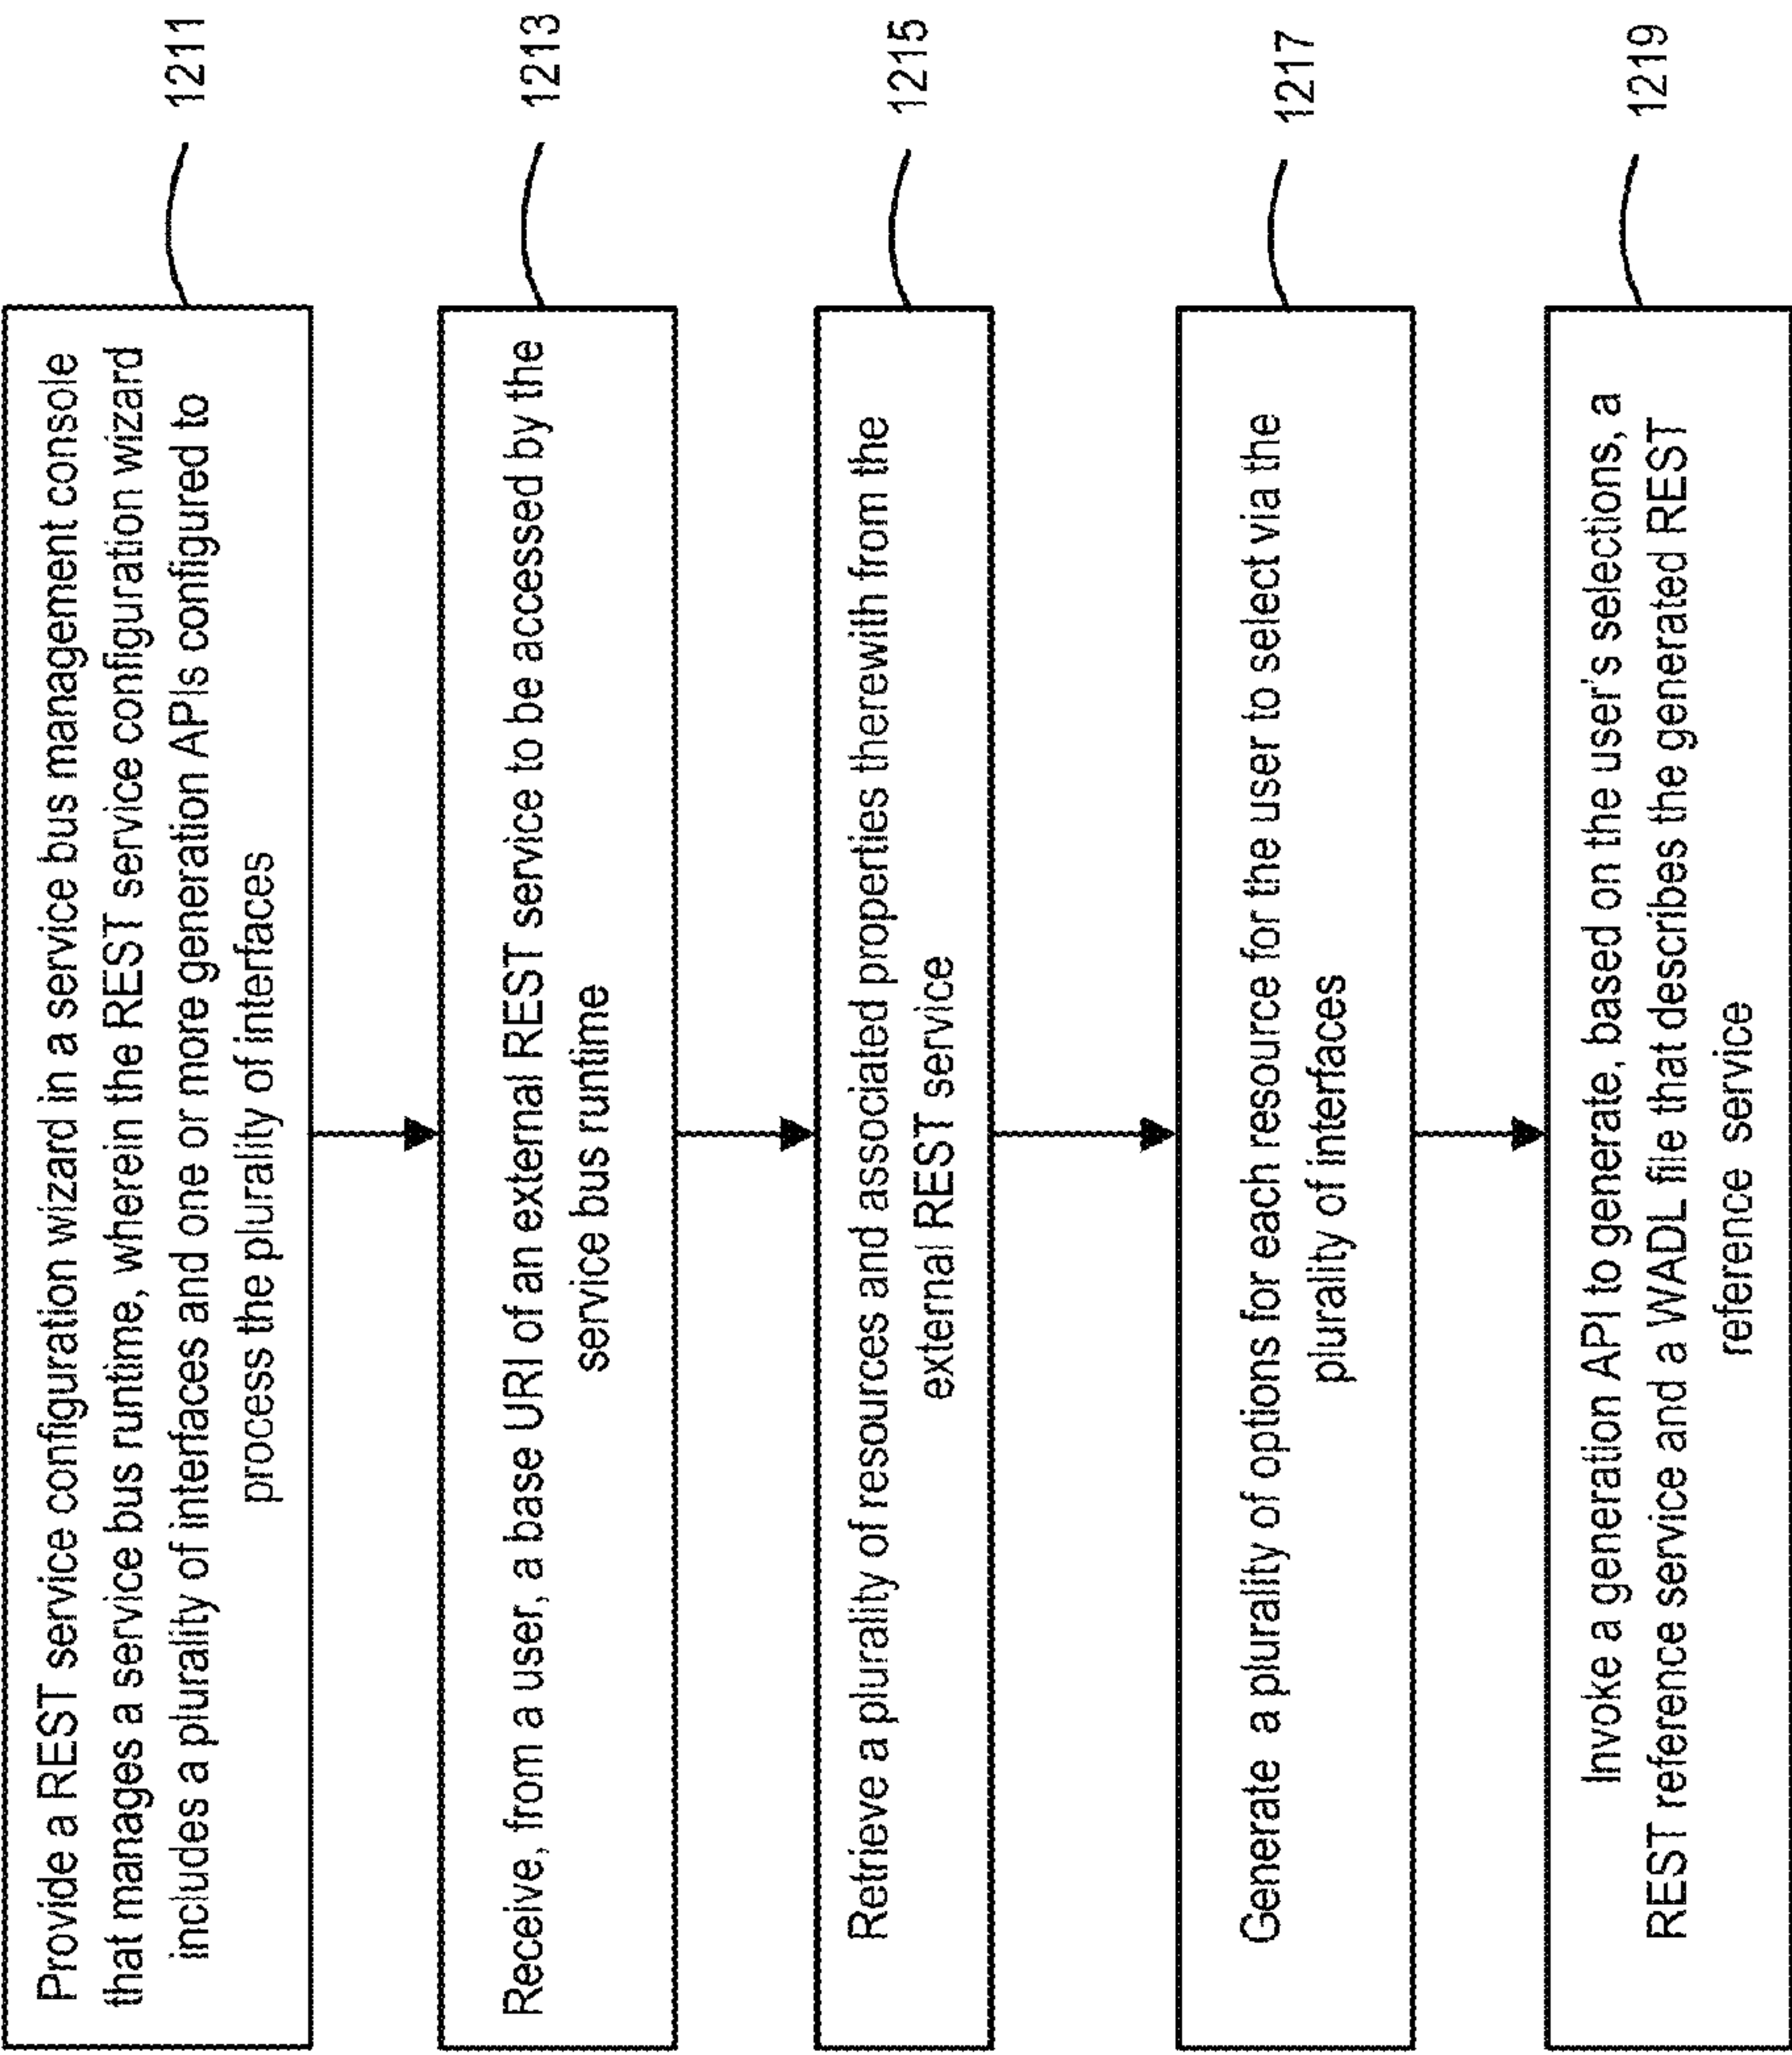 Provide a REST service configuration wizard in a service bus management console
that manages a service bus runtime, wherein the REST service configuration wizard
includes a plurality of interfaces and one or more generation APIs configured to
process the plurality of interfaces
1211
Receive, from a user, a base URI of an external REST service to be accessed by the
service bus runtime
1213
Retrieve a plurality of resources and associated properties therewith from the
external REST service
1215
Generate a plurality of options for each resource for the user to select via the
plurality of interfaces
1217
Invoke a generation API to generate, based on the user's selections, a
REST reference service and a WADL file that describes the generated REST
reference service
1219